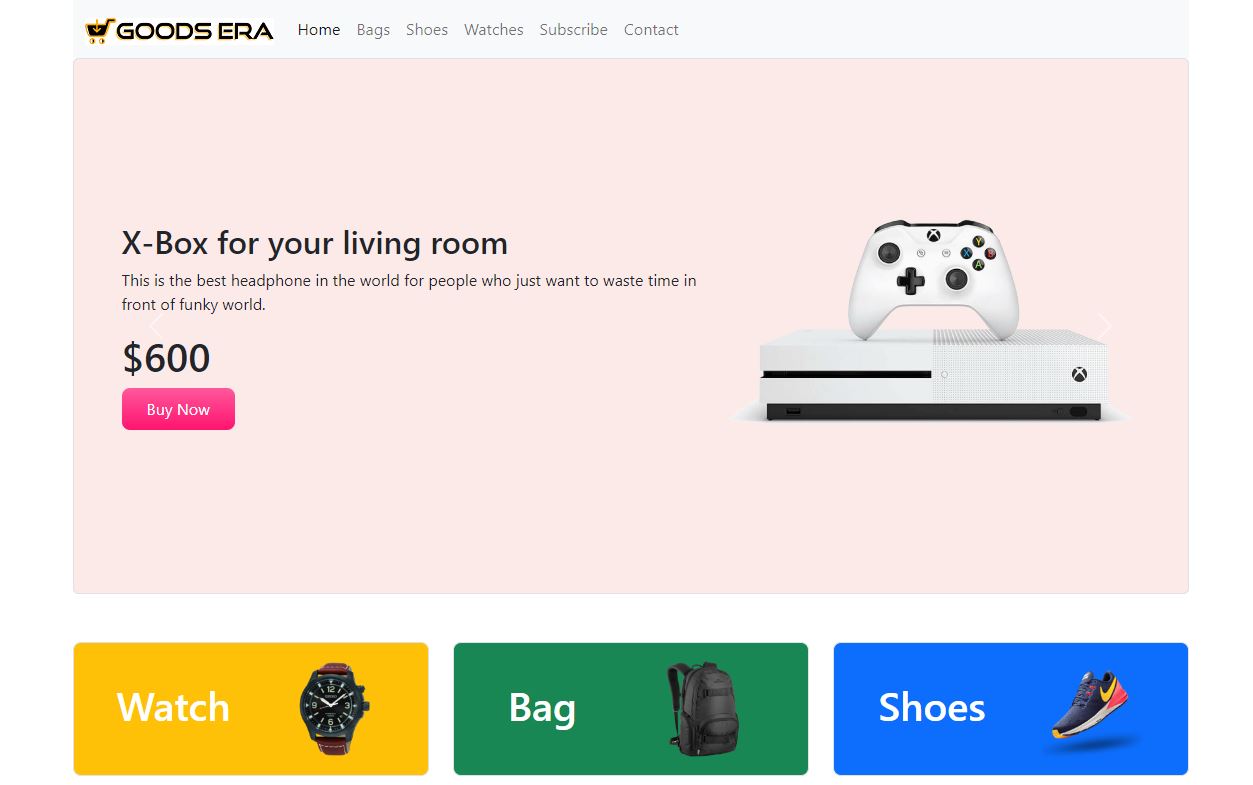 GOODS ERA Home Bags Shoes Watches Subscribe Contact
X-Box for your living room
This is the best headphone in the world for people who just want to waste time in
front of funky world.
$600
Buy Now
Y
X B
A
Watch
Bag
Shoes